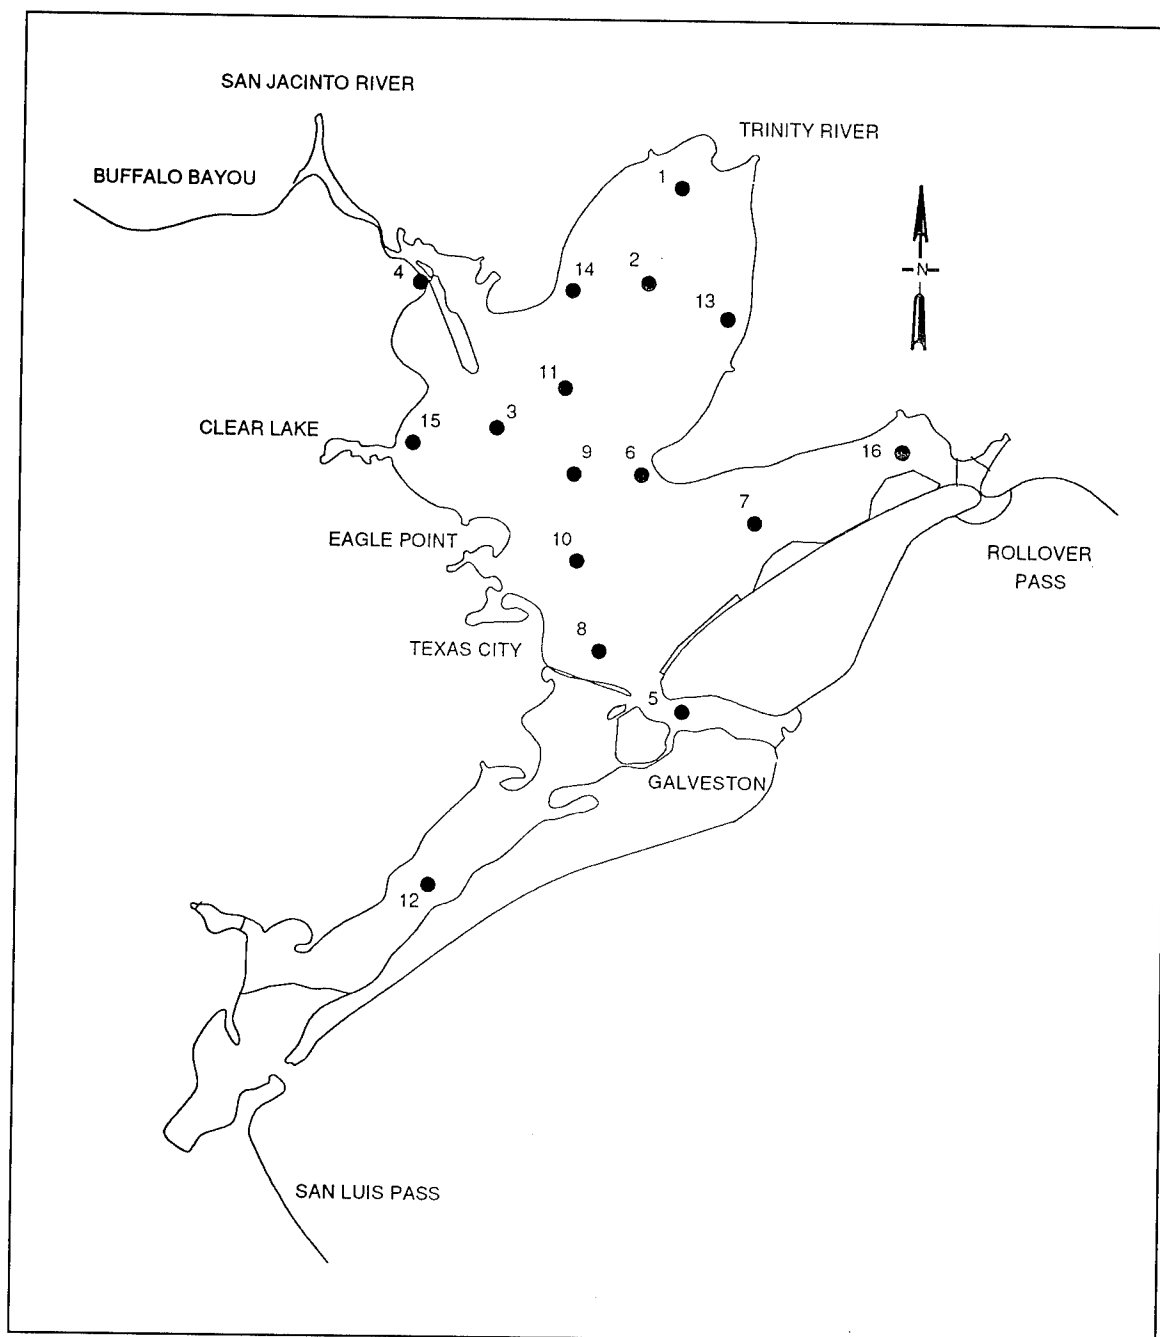 SAN JACINTO RIVER
TRINITY RIVER
BUFFALO BAYOU
1
4
14
2
13
N
11
CLEAR LAKE
15
3
9
6
16
7
EAGLE POINT
10
ROLLOVER
PASS
TEXAS CITY
8
5
GALVESTON
12
SAN LUIS PASS